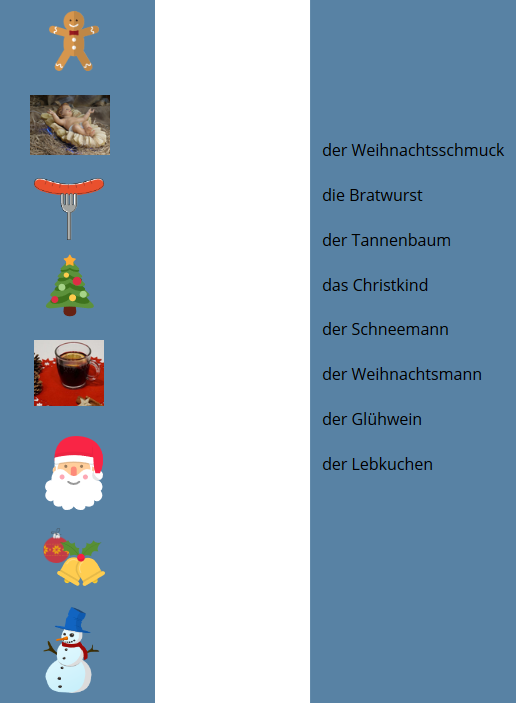 der Weihnachtsschmuck
die Bratwurst
der Tannenbaum
das Christkind
der Schneemann
der Weihnachtsmann
der Glühwein
der Lebkuchen